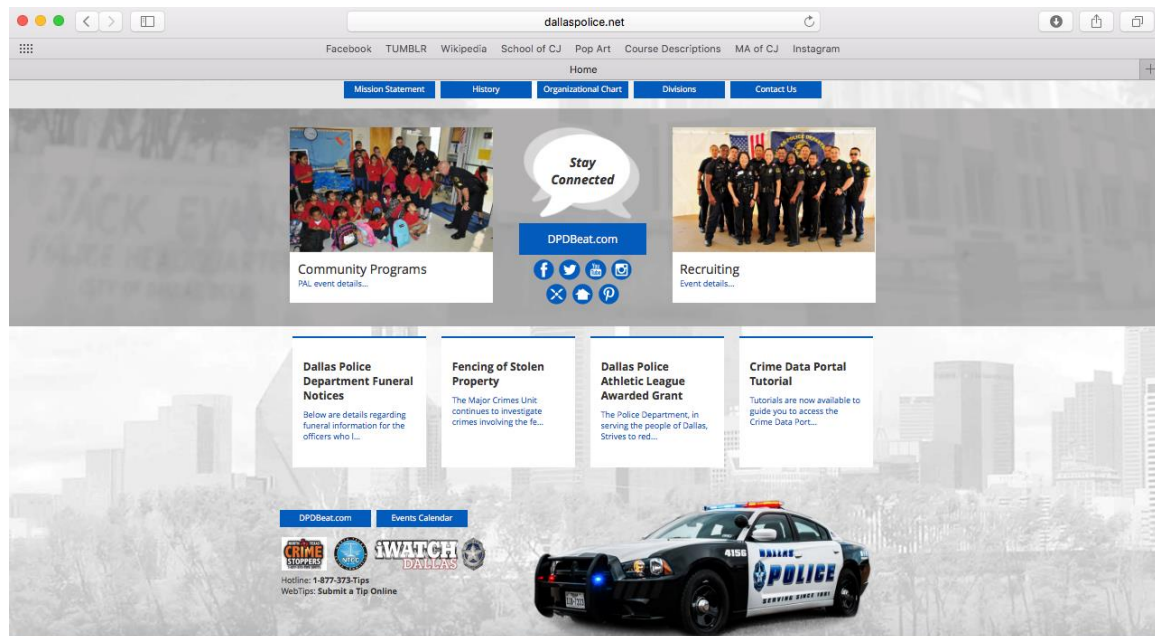 dallaspolice.net
Facebook TUMBLR Wikipedia School of CJ Pop Art Course Descriptions MA of CJ Instagram
Home
Mission Statement History Organizational Chart Divisions Contact Us
Stay
Connected
DPDBeat.com
Community Programs
PAL event details...
Recruiting
Event details...
Dallas Police
Department Funeral
Notices
Below are details regarding
funeral information for the
officers who l...
Fencing of Stolen
Property
The Major Crimes Unit
continues to investigate
crimes involving the fe...
Dallas Police
Athletic League
Awarded Grant
The Police Department, in
serving the people of Dallas,
Strives to red...
Crime Data Portal
Tutorial
Tutorials are now available to
guide you to access the
Crime Data Port...
DPDBeat.com Events Calendar
CRIME
STOPPERS
iWATCH
DALLAS
Hotline: 1-877-373-Tips
WebTips: Submit a Tip Online
4156
DALLAS
POLICE
SERVING SINCE 1881